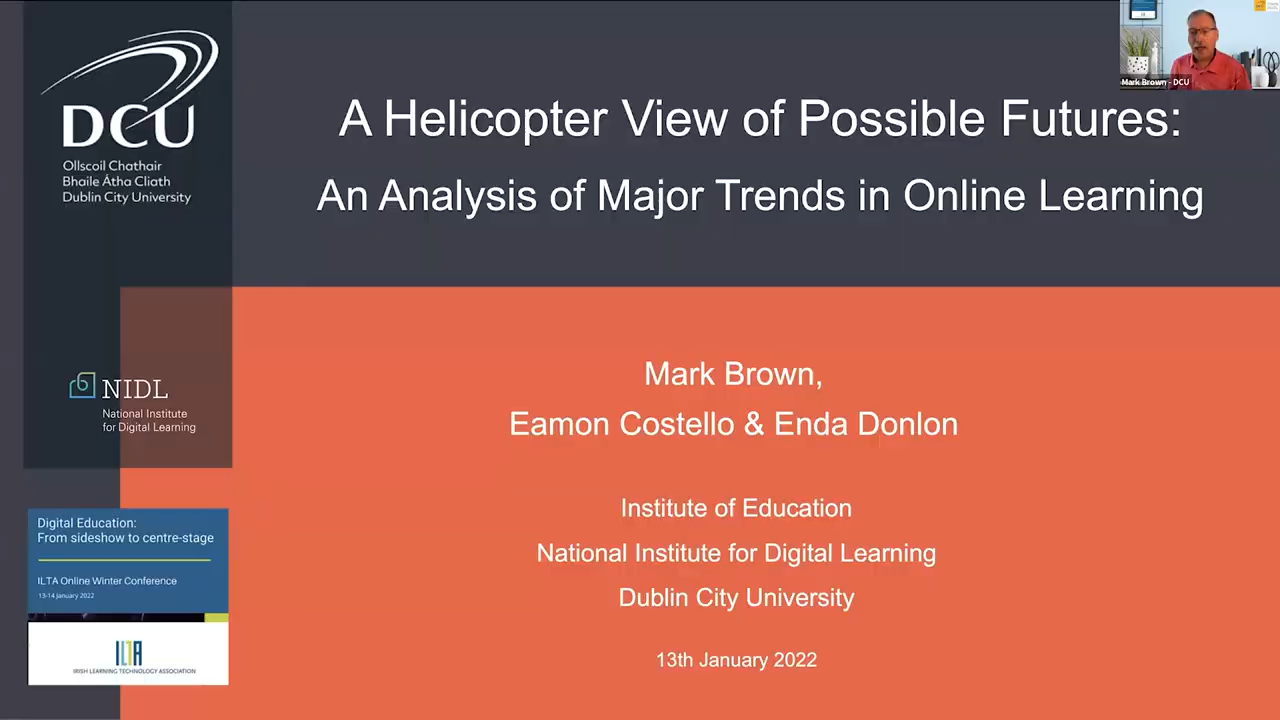 DCU
Ollscoil Chathair
Bhaile Átha Cliath
Dublin City University
A Helicopter View of Possible Futures:
An Analysis of Major Trends in Online Learning
Mark Brown - DCU
NIDL
National Institute
for Digital Learning
Mark Brown,
Eamon Costello & Enda Donlon
Institute of Education
National Institute for Digital Learning
Dublin City University
13th January 2022
Digital Education:
From sideshow to centre-stage
ILTA Online Winter Conference
13-14 January 2022
ILTA
IRISH LEARNING TECHNOLOGY ASSOCIATION